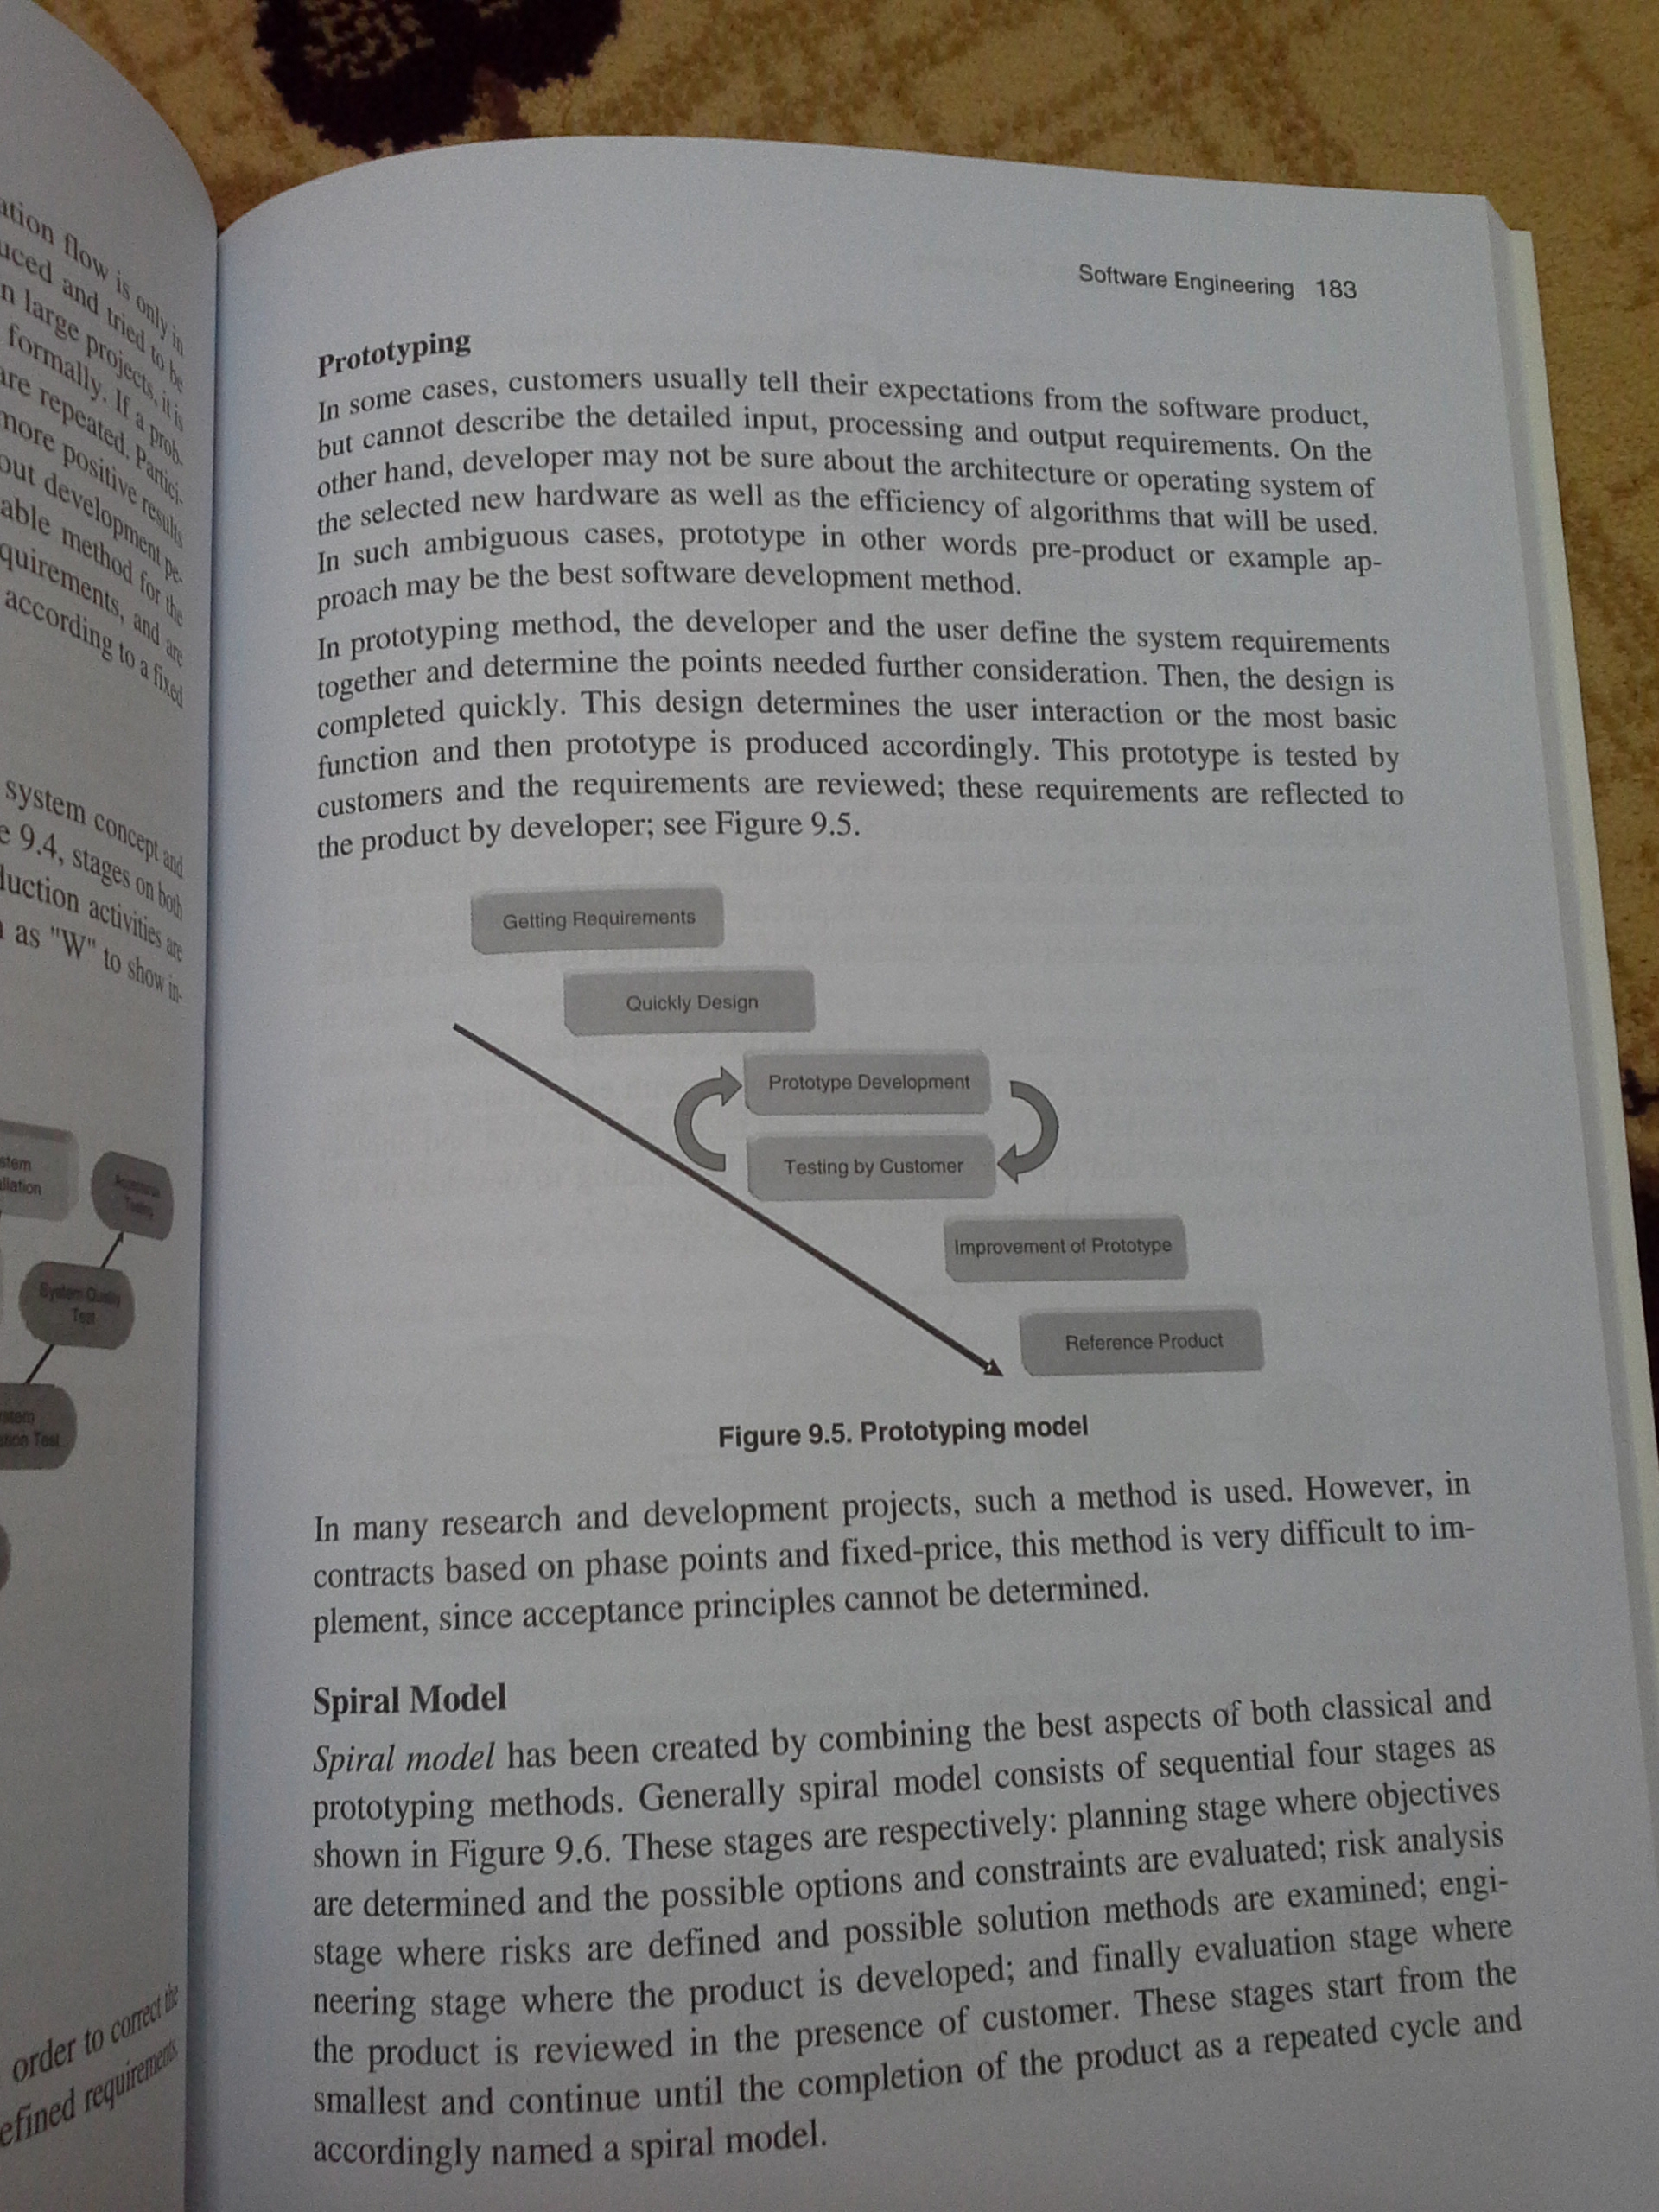 ation flow is only in
uced and tried to be
n large projects, it is
formally. If a prob-
are repeated. Partici-
more positive results
out development pe-
able method for the
quirements, and are
according to a fixed
system concept and
e 9.4, stages on both
duction activities are
as "W" to show in-
stem
llation
Acceptance
Testing
System Quality
Test
stem
ation Test
order to correct the
efined requirements
Software Engineering 183
Prototyping
In some cases, customers usually tell their expectations from the software product,
but cannot describe the detailed input, processing and output requirements. On the
other hand, developer may not be sure about the architecture or operating system of
the selected new hardware as well as the efficiency of algorithms that will be used.
In such ambiguous cases, prototype in other words pre-product or example ap-
proach may be the best software development method.
In prototyping method, the developer and the user define the system requirements
together and determine the points needed further consideration. Then, the design is
completed quickly. This design determines the user interaction or the most basic
function and then prototype is produced accordingly. This prototype is tested by
customers and the requirements are reviewed; these requirements are reflected to
the product by developer; see Figure 9.5.
Getting Requirements
Quickly Design
Prototype Development
Testing by Customer
Improvement of Prototype
Reference Product
Figure 9.5. Prototyping model
In many research and development projects, such a method is used. However, in
contracts based on phase points and fixed-price, this method is very difficult to im-
plement, since acceptance principles cannot be determined.
Spiral Model
Spiral model has been created by combining the best aspects of both classical and
prototyping methods. Generally spiral model consists of sequential four stages as
shown in Figure 9.6. These stages are respectively: planning stage where objectives
are determined and the possible options and constraints are evaluated; risk analysis
stage where risks are defined and possible solution methods are examined; engi-
neering stage where the product is developed; and finally evaluation stage where
the product is reviewed in the presence of customer. These stages start from the
smallest and continue until the completion of the product as a repeated cycle and
accordingly named a spiral model.